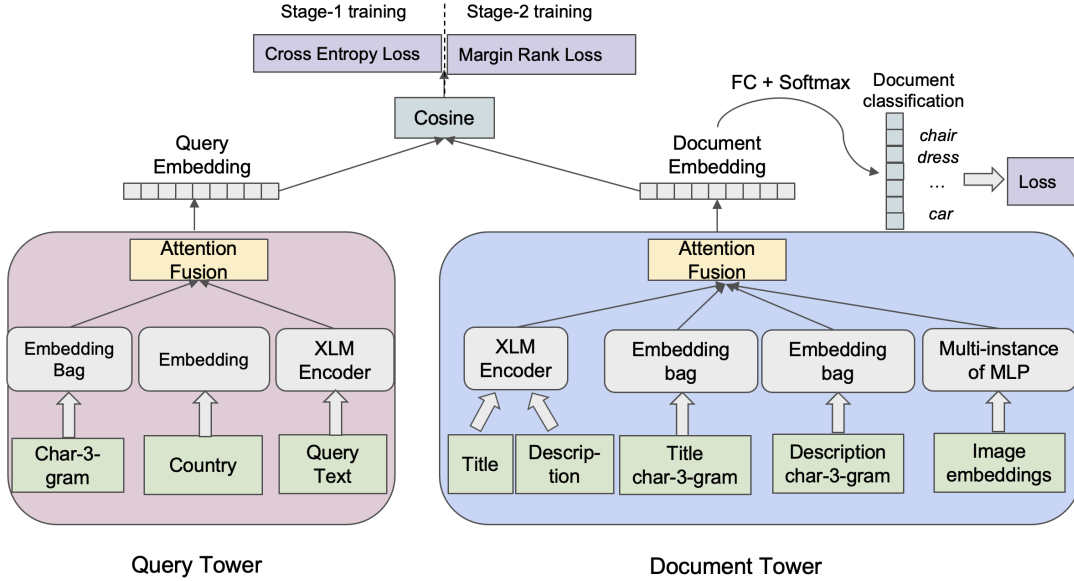 Stage-1 training
Stage-2 training
Cross Entropy Loss
Margin Rank Loss
FC + Softmax
Document
classification
Cosine
Query
Embedding
Document
Embedding
chair
dress
...
car
Loss
Attention
Fusion
Attention
Fusion
Embedding
Bag
Embedding
XLM
Encoder
XLM
Encoder
Embedding
bag
Embedding
bag
Multi-instance
of MLP
Char-3-
gram
Country
Query
Text
Title
Descrip-
tion
Title
char-3-gram
Description
char-3-gram
Image
embeddings
Query Tower
Document Tower